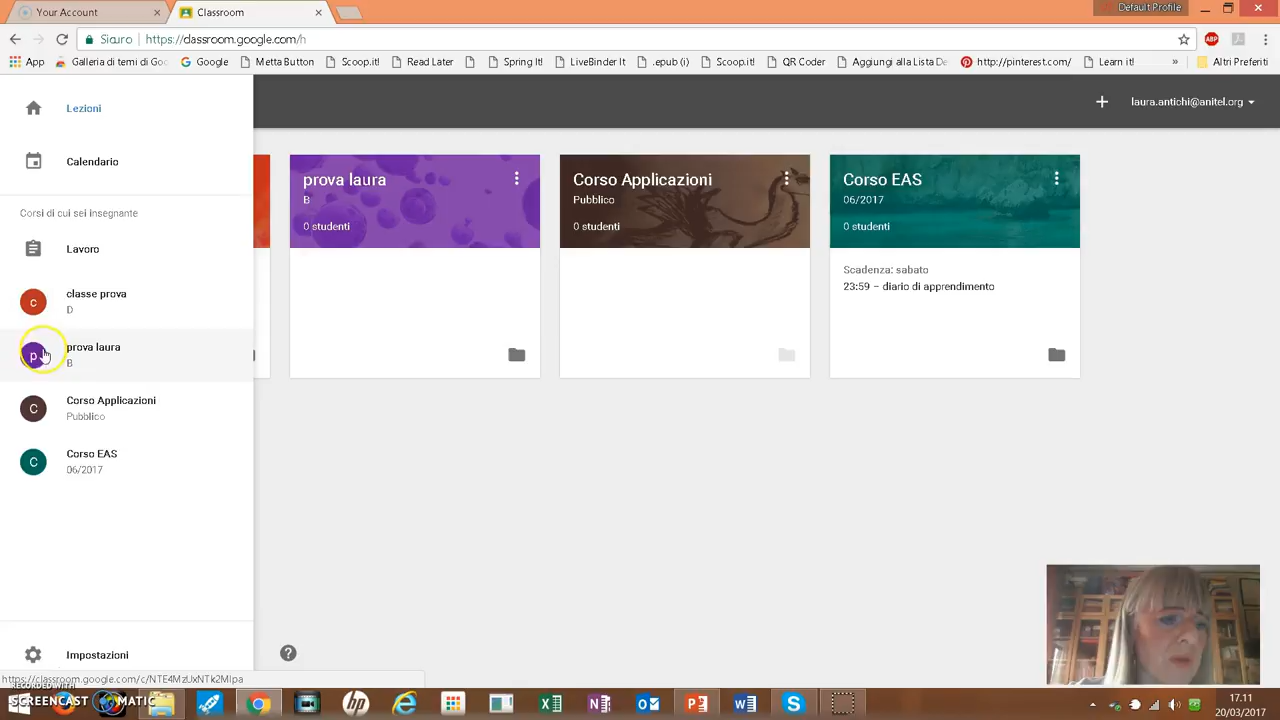 Your Account
Classroom
Default Profile
Sicuro
https://classroom.google.com/h
App
Galleria di temi di Go
Google
Metta Button
Scoop.it!
Read Later
Spring It!
LiveBinder It
.epub (i)
Scoop.it!
QR Coder
Aggiungi alla Lista De
http://pinterest.com/
Learn it!
»
Altri Preferiti
Lezioni
Calendario
Corsi di cui sei insegnante
Lavoro
c
classe prova
D
p
prova laura
B
C
Corso Applicazioni
Pubblico
C
Corso EAS
06/2017
Impostazioni
+
laura.antichi@anitel.org
prova laura
B
0 studenti
Corso Applicazioni
Pubblico
0 studenti
Corso EAS
06/2017
0 studenti
Scadenza: sabato
23:59 – diario di apprendimento
?
RECORDED WITH
SCREENCAST MATIC
17.11
20/03/2017